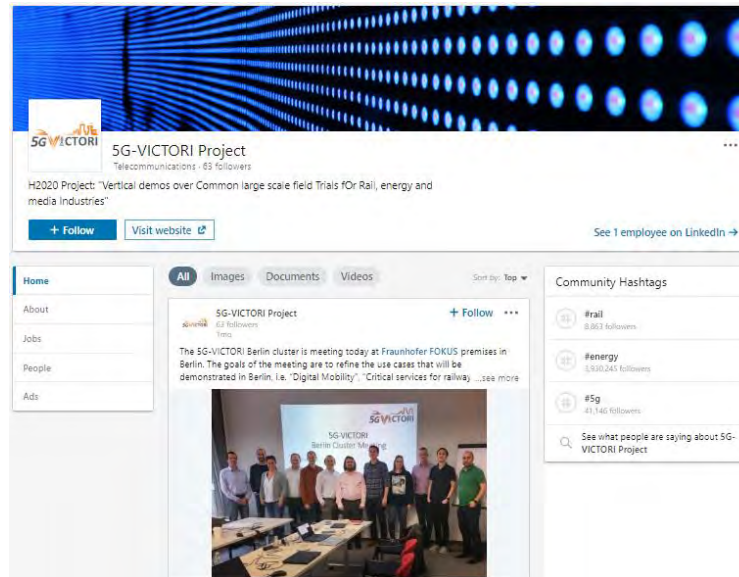 5G VICTORI
5G-VICTORI Project
Telecommunications · 63 followers
H2020 Project: "Vertical demos over Common large scale field Trials fOr Rail, energy and
media Industries"
+ Follow
Visit website
See 1 employee on LinkedIn →
Home
About
Jobs
People
Ads
All
Images
Documents
Videos
Sort by: Top
5G-VICTORI Project
63 followers
1mo
+ Follow
The 5G-VICTORI Berlin cluster is meeting today at Fraunhofer FOKUS premises in
Berlin. The goals of the meeting are to refine the use cases that will be
demonstrated in Berlin, i.e. "Digital Mobility", "Critical services for railway ...see more
5G VICTORI
5G-VICTORI
Berlin Cluster Meeting
Community Hashtags
#rail
8,863 followers
#energy
3,930,245 followers
#5g
41,146 followers
See what people are saying about 5G-
VICTORI Project